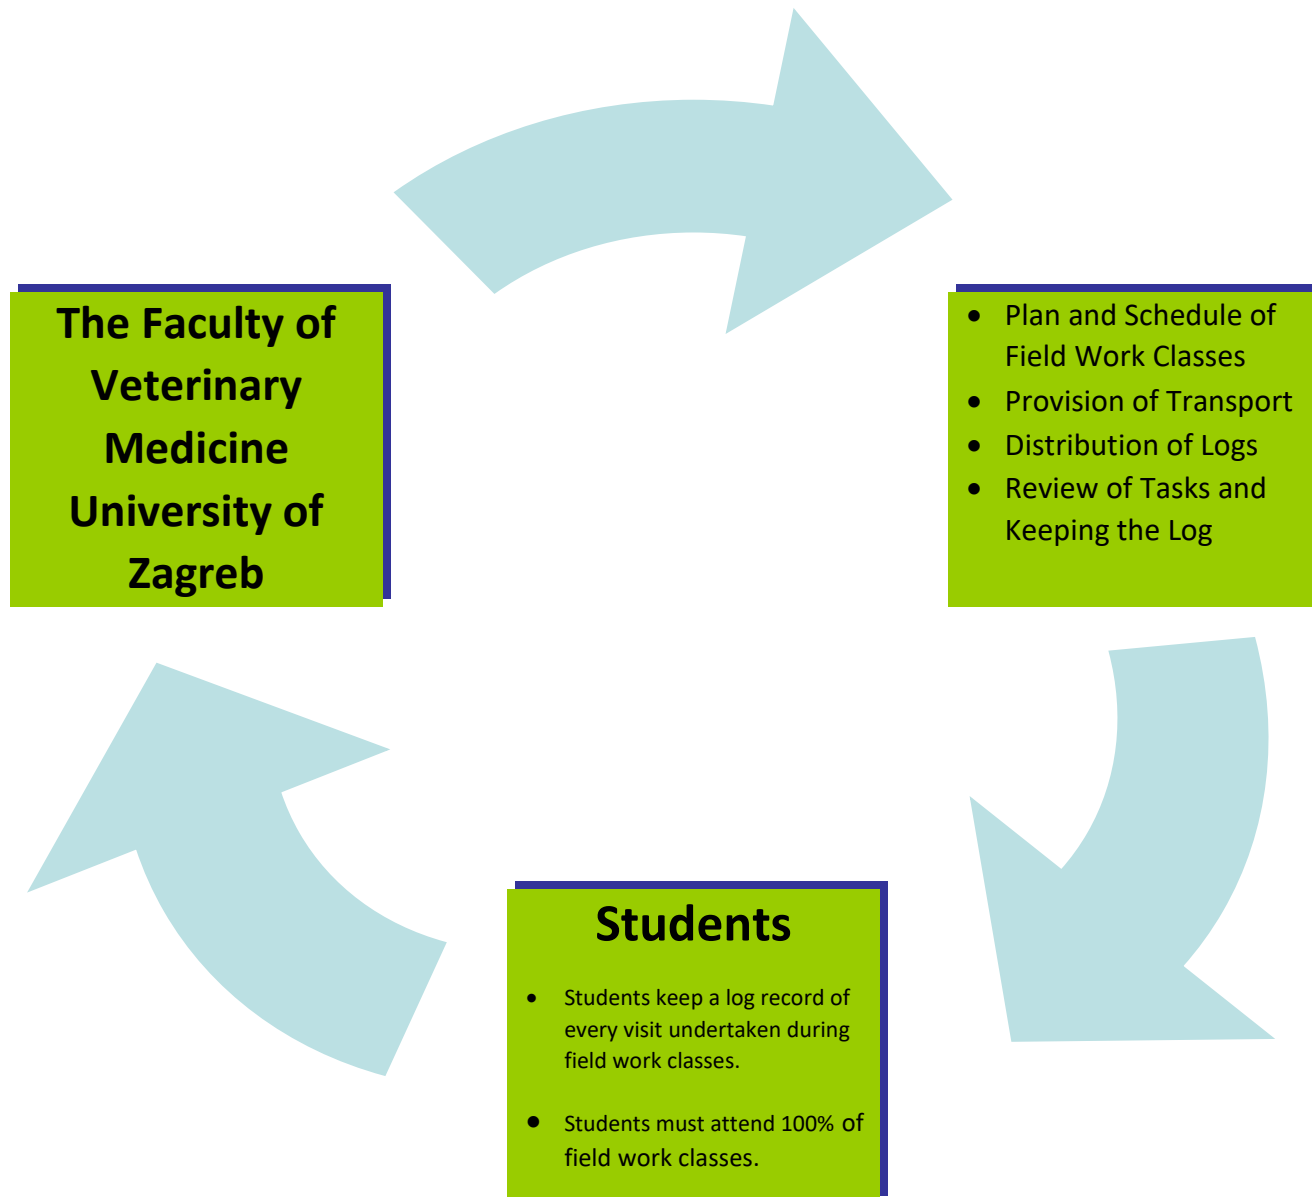 The Faculty of
Veterinary
Medicine
University of
Zagreb
• Plan and Schedule of
Field Work Classes
• Provision of Transport
• Distribution of Logs
• Review of Tasks and
Keeping the Log
Students
• Students keep a log record of
every visit undertaken during
field work classes.
• Students must attend 100% of
field work classes.